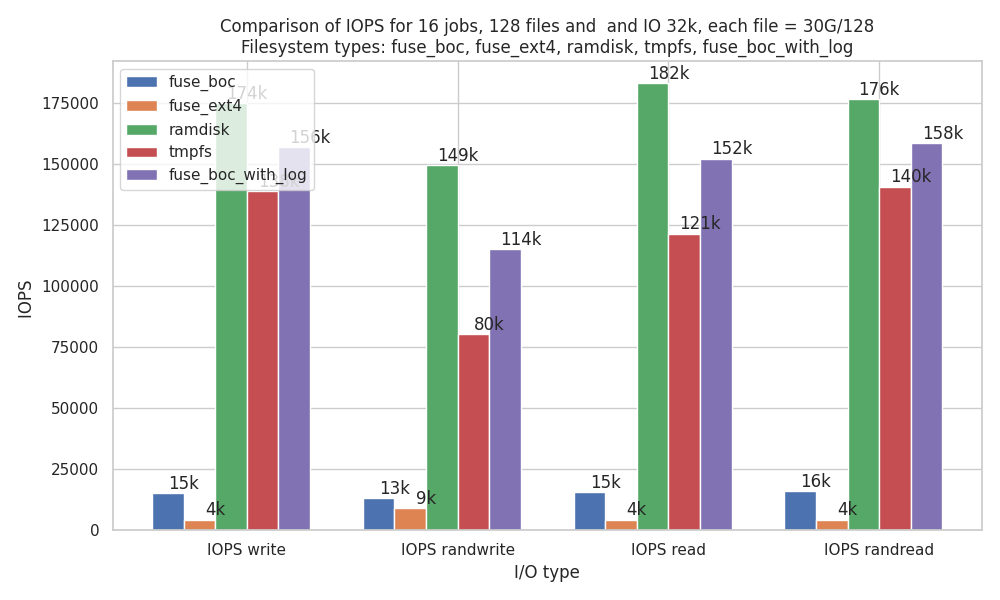 Comparison of IOPS for 16 jobs, 128 files and  and IO 32k, each file = 30G/128
Filesystem types: fuse_boc, fuse_ext4, ramdisk, tmpfs, fuse_boc_with_log
fuse_boc
fuse_ext4
ramdisk
tmpfs
fuse_boc_with_log
IOPS
175000
150000
125000
100000
75000
50000
25000
0
15k
4k
174k
156k
13k
9k
149k
80k
114k
15k
4k
182k
121k
152k
16k
4k
176k
140k
158k
IOPS write
IOPS randwrite
IOPS read
IOPS randread
I/O type